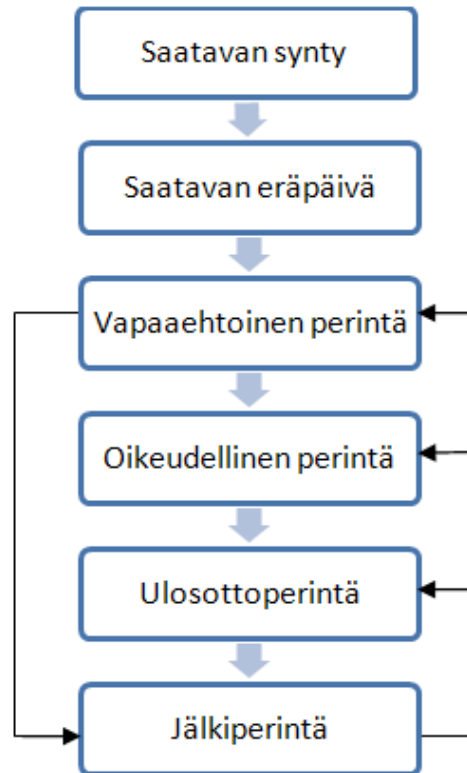 Saatavan synty
Saatavan eräpäivä
Vapaaehtoinen perintä
Oikeudellinen perintä
Ulosottoperintä
Jälkiperintä